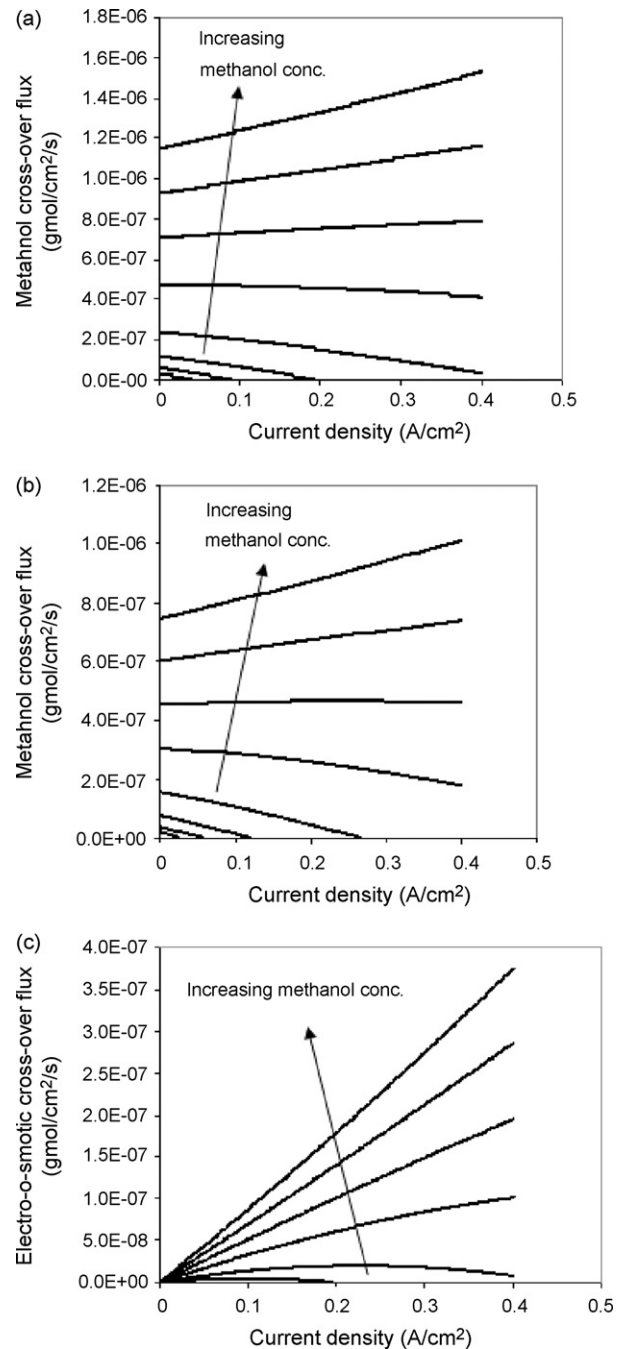 (a)
1.8E-06
1.6E-06
1.4E-06
1.2E-06
1.0E-06
8.0E-07
6.0E-07
4.0E-07
2.0E-07
0.0E-00
Metahnol cross-over flux
(gmol/cm²/s)
Increasing
methanol conc.
0 0.1 0.2 0.3 0.4 0.5
Current density (A/cm²)
(b)
1.2E-06
1.0E-06
8.0E-07
6.0E-07
4.0E-07
2.0E-07
0.0E+00
Metahnol cross-over flux
(gmol/cm²/s)
Increasing
methanol conc.
0 0.1 0.2 0.3 0.4 0.5
Current density (A/cm²)
(c)
4.0E-07
3.5E-07
3.0E-07
2.5E-07
2.0E-07
1.5E-07
1.0E-07
5.0E-08
0.0E+00
Electro-o-smotic cross-over flux
(gmol/cm²/s)
Increasing methanol conc.
0 0.1 0.2 0.3 0.4 0.5
Current density (A/cm²)